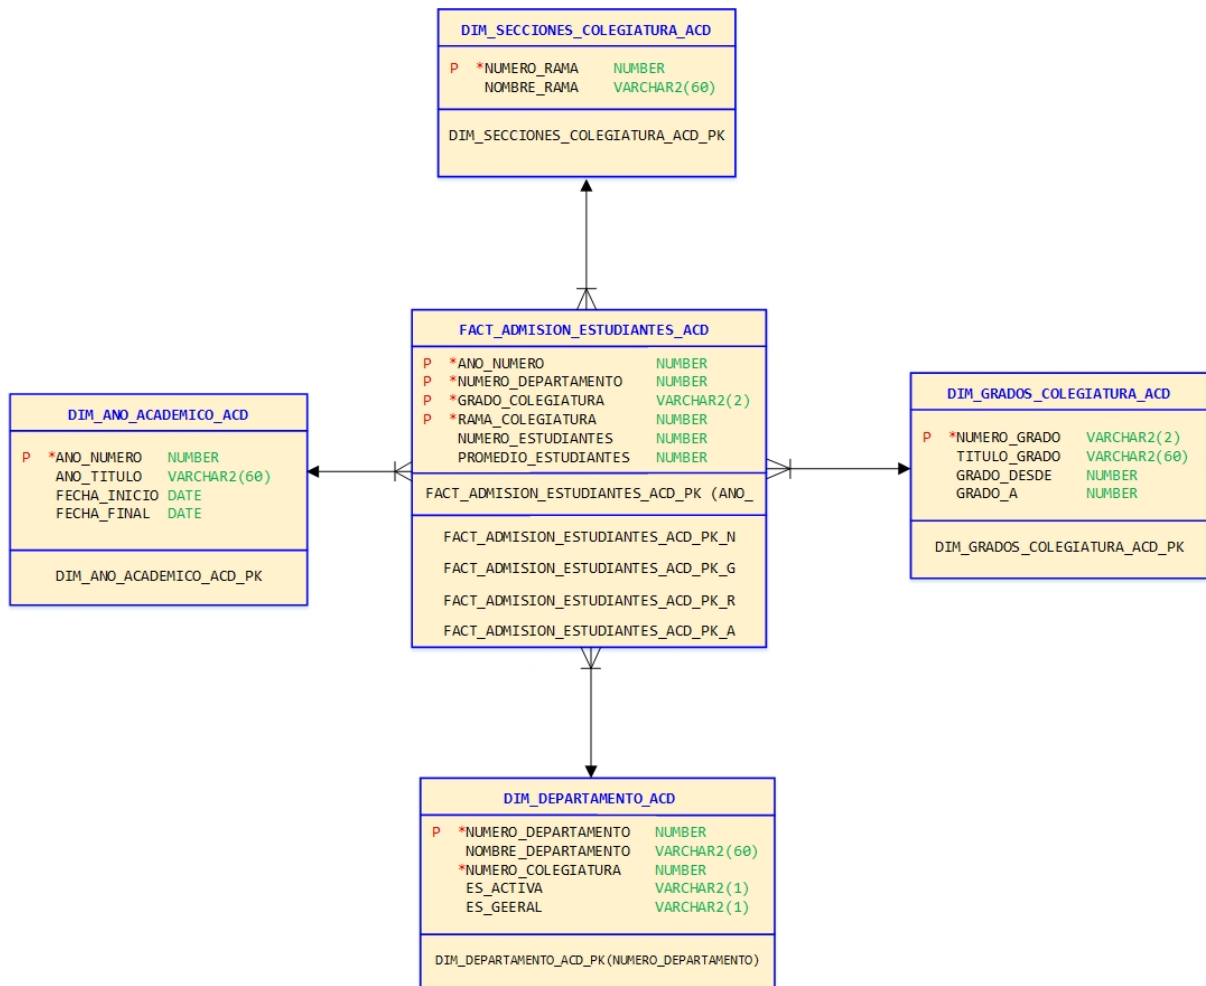 DIM_SECCIONES_COLEGIATURA_ACD
P *NUMERO_RAMA NUMBER
NOMBRE_RAMA VARCHAR2(60)
DIM_SECCIONES_COLEGIATURA_ACD_PK
FACT_ADMISION_ESTUDIANTES_ACD
P *ANO_NUMERO NUMBER
P *NUMERO_DEPARTAMENTO NUMBER
P *GRADO_COLEGIATURA VARCHAR2(2)
P *RAMA_COLEGIATURA NUMBER
NUMERO_ESTUDIANTES NUMBER
PROMEDIO_ESTUDIANTES NUMBER
FACT_ADMISION_ESTUDIANTES_ACD_PK (ANO_
FACT_ADMISION_ESTUDIANTES_ACD_PK_N
FACT_ADMISION_ESTUDIANTES_ACD_PK_G
FACT_ADMISION_ESTUDIANTES_ACD_PK_R
FACT_ADMISION_ESTUDIANTES_ACD_PK_A
DIM_ANO_ACADEMICO_ACD
P *ANO_NUMERO NUMBER
ANO_TITULO VARCHAR2(60)
FECHA_INICIO DATE
FECHA_FINAL DATE
DIM_ANO_ACADEMICO_ACD_PK
DIM_GRADOS_COLEGIATURA_ACD
P *NUMERO_GRADO VARCHAR2(2)
TITULO_GRADO VARCHAR2(60)
GRADO_DESDE NUMBER
GRADO_A NUMBER
DIM_GRADOS_COLEGIATURA_ACD_PK
DIM_DEPARTAMENTO_ACD
P *NUMERO_DEPARTAMENTO NUMBER
NOMBRE_DEPARTAMENTO VARCHAR2(60)
*NUMERO_COLEGIATURA NUMBER
ES_ACTIVA VARCHAR2(1)
ES_GEERAL VARCHAR2(1)
DIM_DEPARTAMENTO_ACD_PK(NUMERO_DEPARTAMENTO)